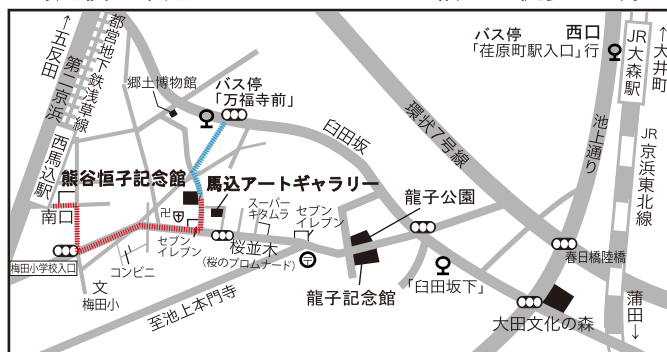 ←五反田
第二京浜
都営地下鉄浅草線
西馬込駅
南口
郷土博物館
バス停
「万福寺前」
臼田坂
環状7号線
バス停
「荏原町駅入口」行
西口
JR
大森駅
↑大井町
池上通り
JR
京浜東北線
熊谷恒子記念館
馬込アートギャラリー
卍
スーパー
キタムラ
セブン
イレブン
龍子公園
セブン
イレブン
桜並木
(桜のプロムナード)
〒
龍子記念館
「臼田坂下」
春日橋陸橋
蒲田→
大田文化の森
梅田小学校入口
コンビニ
文
梅田小
至池上本門寺